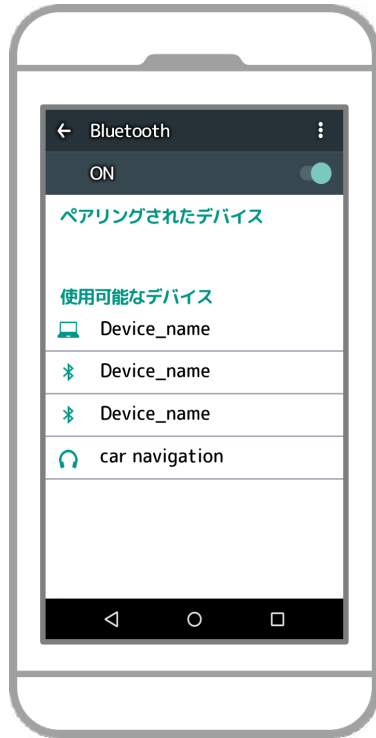 Bluetooth
ON
ペアリングされたデバイス
使用可能なデバイス
Device_name
Device_name
Device_name
car navigation